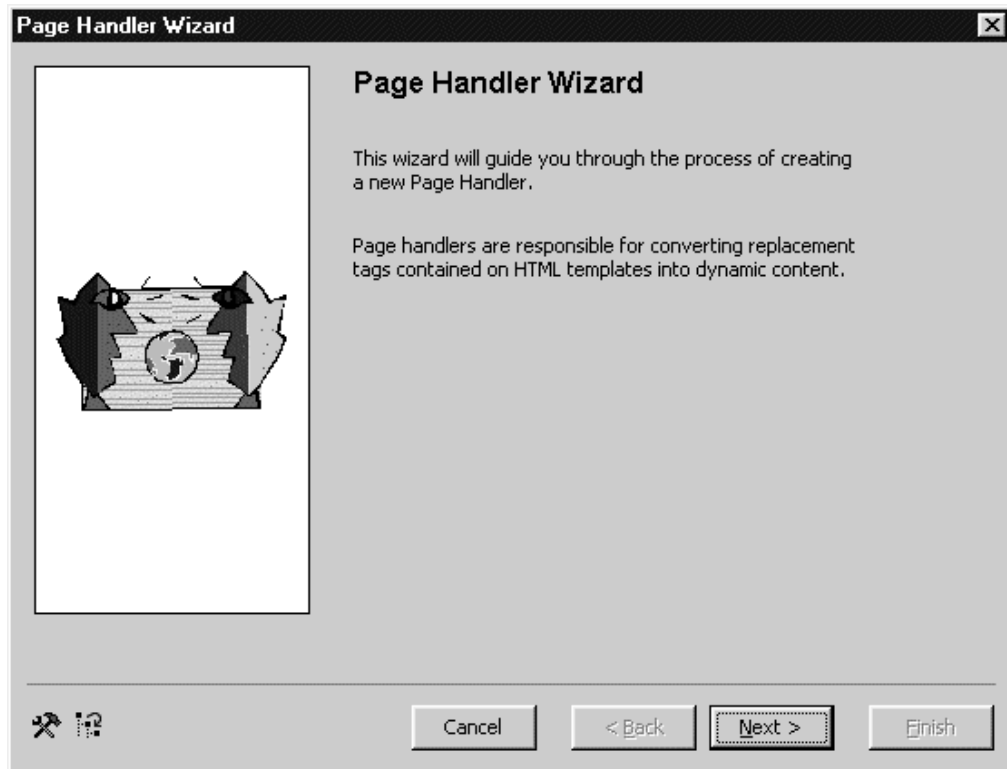 Page Handler Wizard
Page Handler Wizard
This wizard will guide you through the process of creating
a new Page Handler.
Page handlers are responsible for converting replacement
tags contained on HTML templates into dynamic content.
Cancel
< Back
Next >
Finish